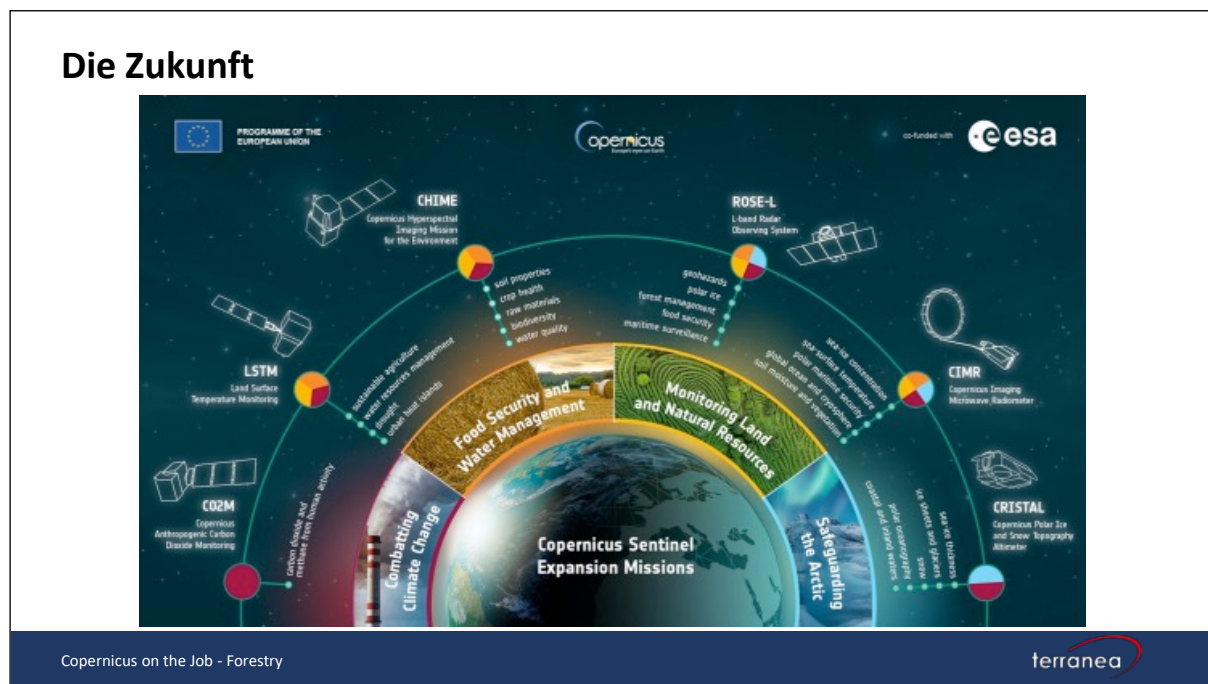 Die Zukunft
PROGRAMME OF THE
EUROPEAN UNION
opernicus
Europe's eyes on Earth
co-funded with
esa
CHIME
Copernicus Hyperspectral
Imaging Mission
for the Environment
ROSE-L
L-band Radar
Observing System
soil properties
crop health
raw materials
biodiversity
water quality
geohazards
polar ice
forest management
food security
maritime surveillance
LSTM
Land Surface
Temperature Monitoring
sustainable agriculture
water resources management
drought
urban heat islands
sea-ice concentration
sea-surface temperature
polar maritime security
global ocean and cryosphere
soil moisture and vegetation
CIMR
Copernicus Imaging
Microwave Radiometer
Food Security and
Water Management
Monitoring Land
and Natural Resources
CO2M
Copernicus
Anthropogenic Carbon
Dioxide Monitoring
carbon dioxide and
methane from human activity
Combatting
Climate Change
Copernicus Sentinel
Expansion Missions
Safeguarding
the Arctic
sea-ice thickness
ice sheets and glaciers
snow
polar oceanography
coastal and inland waters
CRISTAL
Copernicus Polar Ice
and Snow Topography
Altimeter
Copernicus on the Job - Forestry
terranea